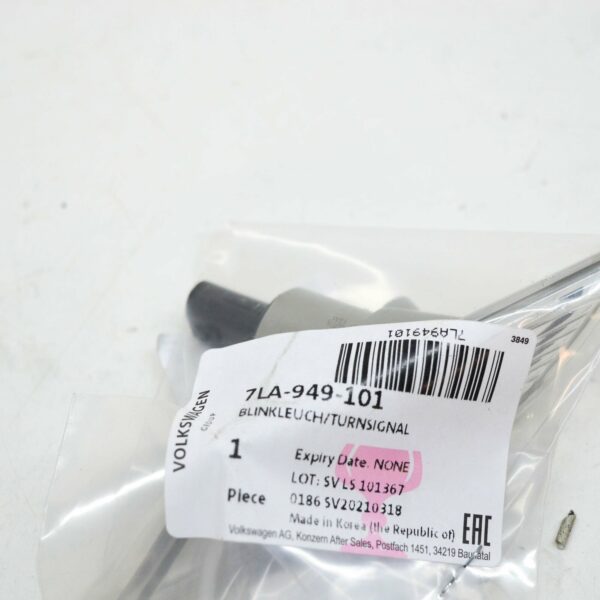 3849
7LA949101
7LA-949-101
BLINKLEUCH/TURNSIGNAL
VOLKSWAGEN
GROUP
1
Piece
Expiry Date: NONE
LOT: SV LS 101367
0186 SV20210318
Made in Korea (the Republic of)
EAC
Volkswagen AG, Konzern After Sales, Postfach 1451, 34219 Baunatal